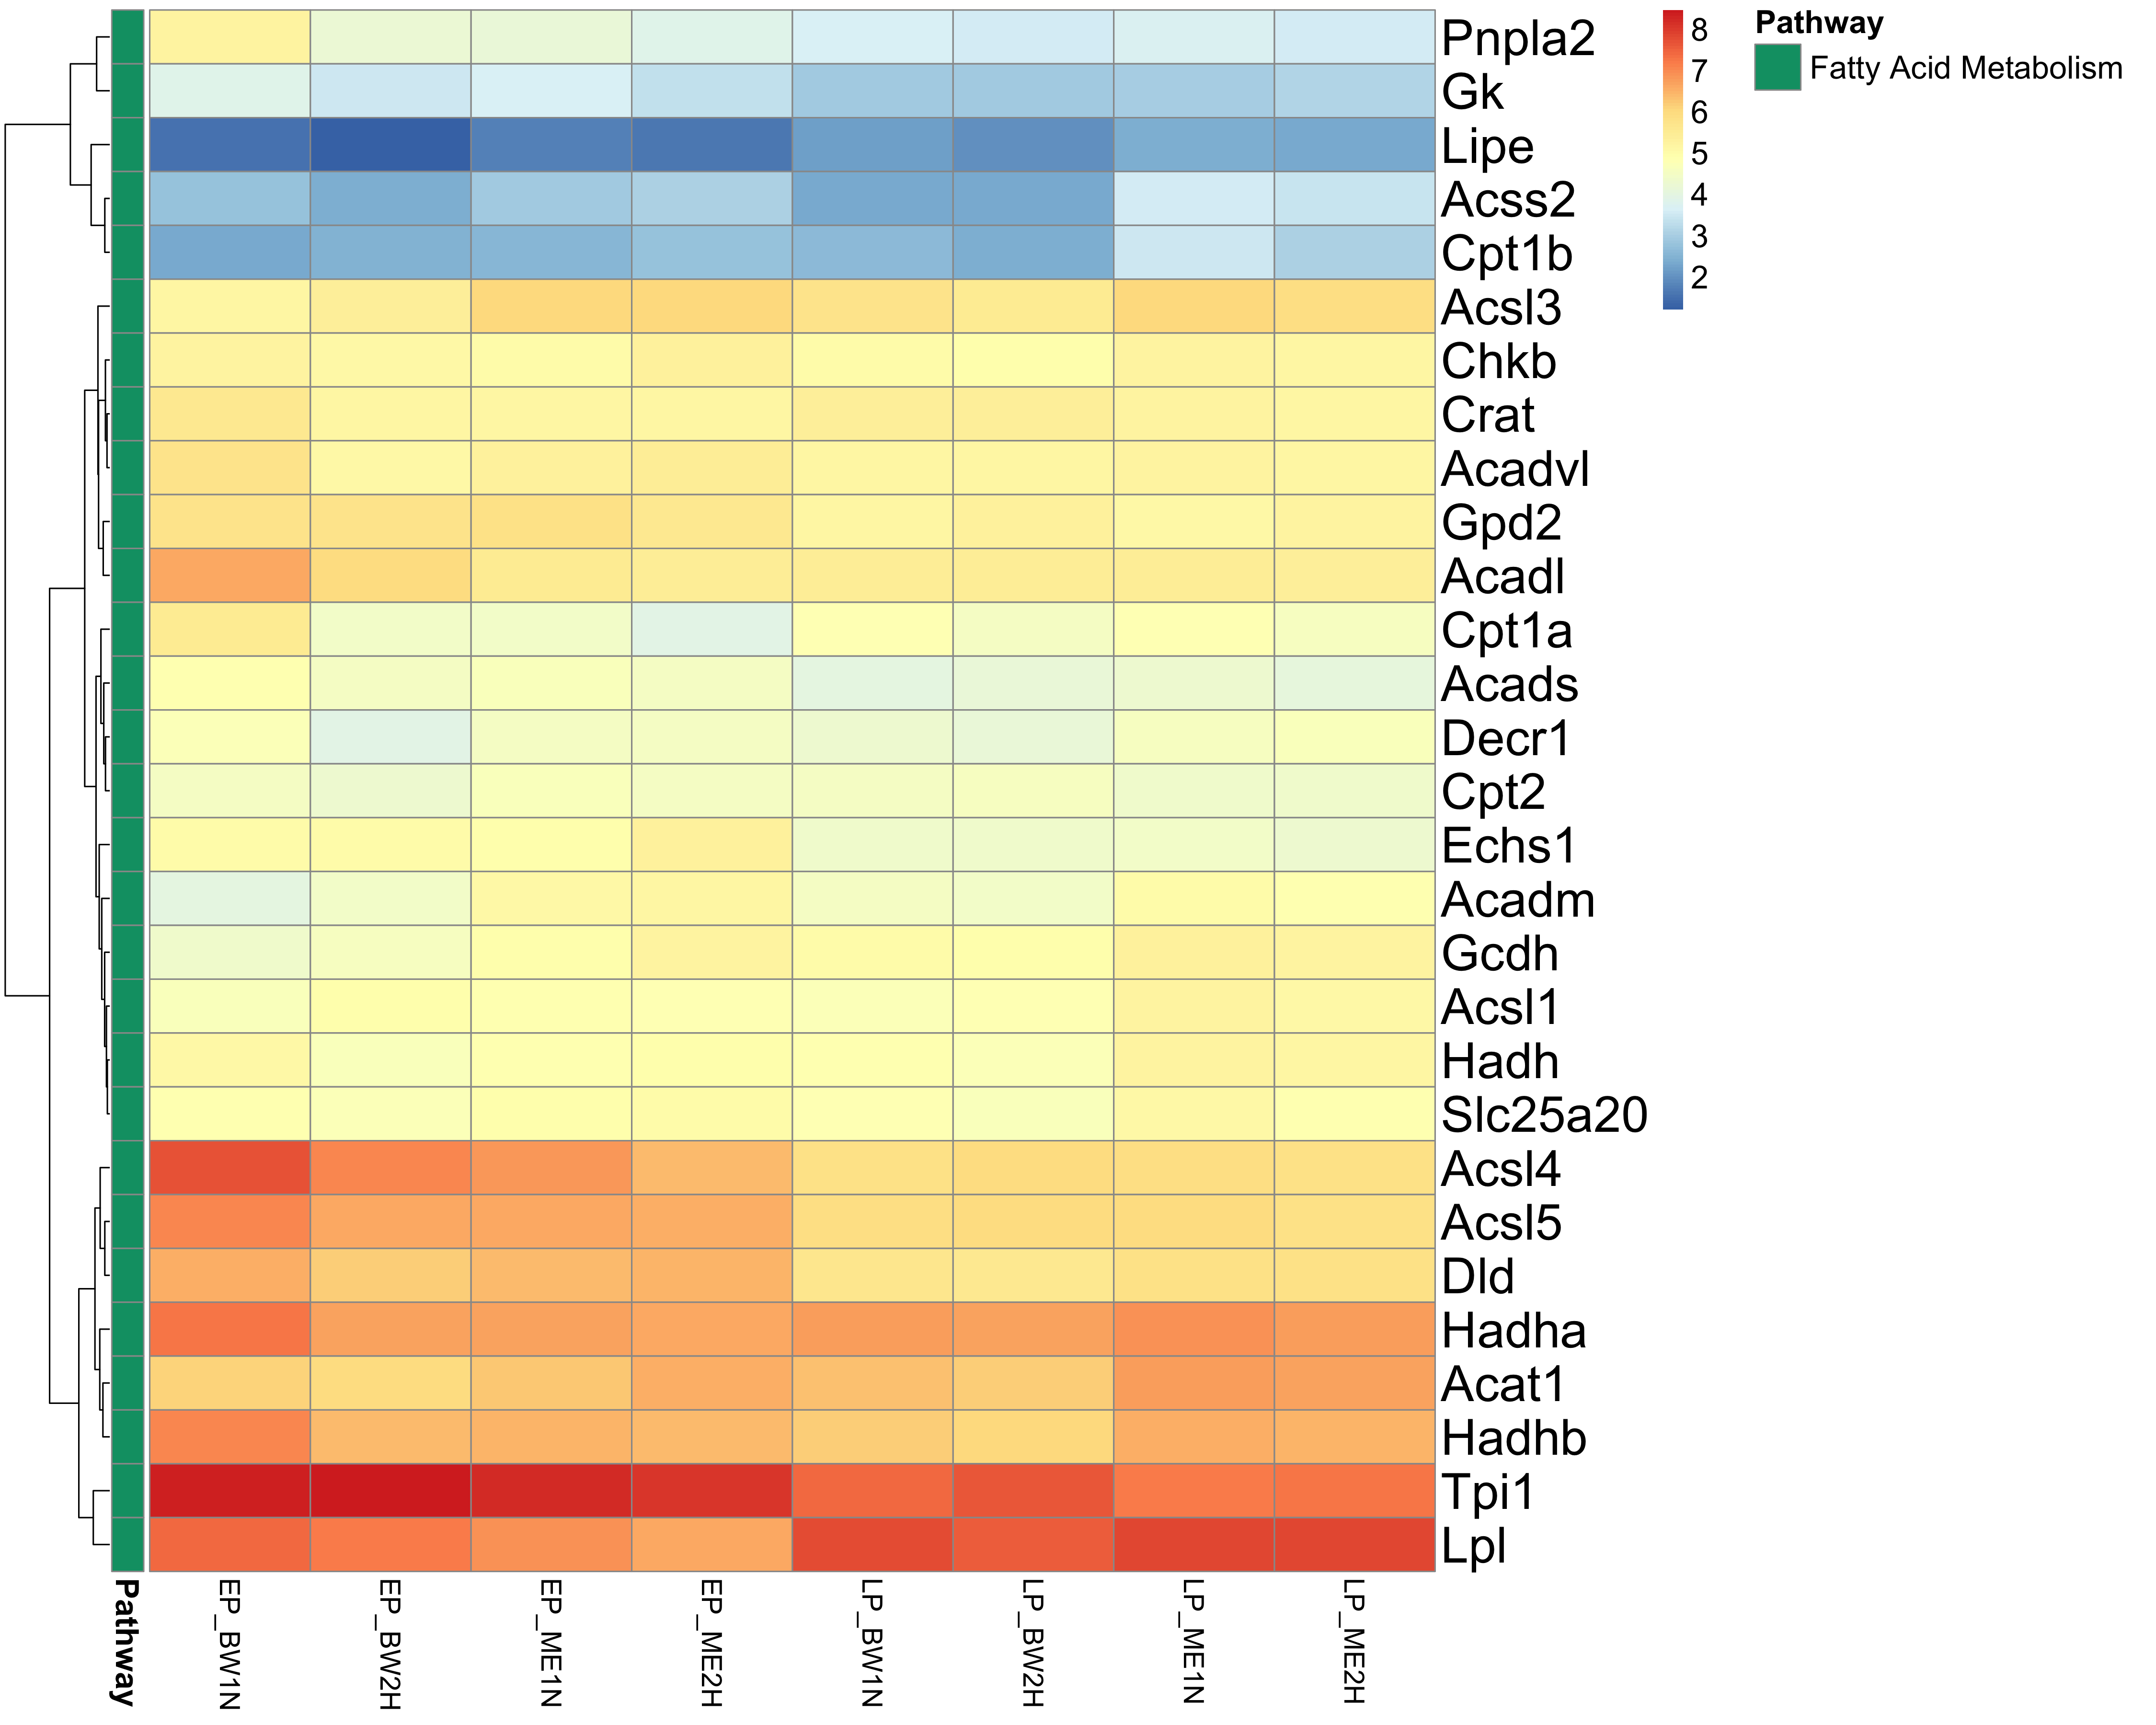 Pnpla2
Gk
Lipe
Acss2
Cpt1b
Acsl3
Chkb
Crat
Acadvl
Gpd2
Acadl
Cpt1a
Acads
Decr1
Cpt2
Echs1
Acadm
Gcdh
Acsl1
Hadh
Slc25a20
Acsl4
Acsl5
Dld
Hadha
Acat1
Hadhb
Tpi1
Lpl
8
7
6
5
4
3
2
Pathway
Fatty Acid Metabolism
Pathway
EP_BW1N
EP_BW2H
EP_ME1N
EP_ME2H
LP_BW1N
LP_BW2H
LP_ME1N
LP_ME2H